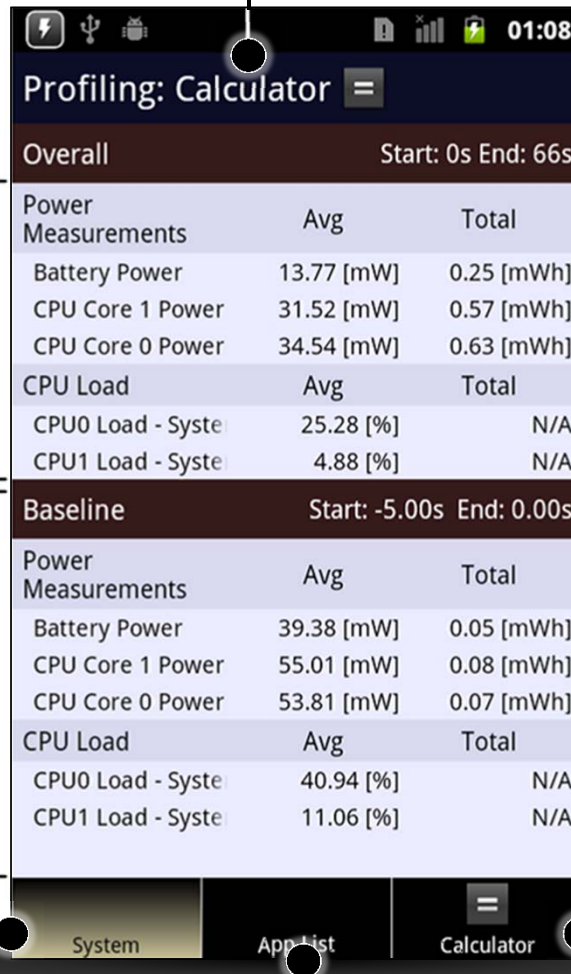 01:08
Profiling: Calculator
Overall Start: 0s End: 66s
Power Measurements Avg Total
Battery Power 13.77 [mW] 0.25 [mWh]
CPU Core 1 Power 31.52 [mW] 0.57 [mWh]
CPU Core 0 Power 34.54 [mW] 0.63 [mWh]
CPU Load Avg Total
CPU0 Load - Syste 25.28 [%] N/A
CPU1 Load - Syste 4.88 [%] N/A
Baseline Start: -5.00s End: 0.00s
Power Measurements Avg Total
Battery Power 39.38 [mW] 0.05 [mWh]
CPU Core 1 Power 55.01 [mW] 0.08 [mWh]
CPU Core 0 Power 53.81 [mW] 0.07 [mWh]
CPU Load Avg Total
CPU0 Load - Syste 40.94 [%] N/A
CPU1 Load - Syste 11.06 [%] N/A
System App List Calculator